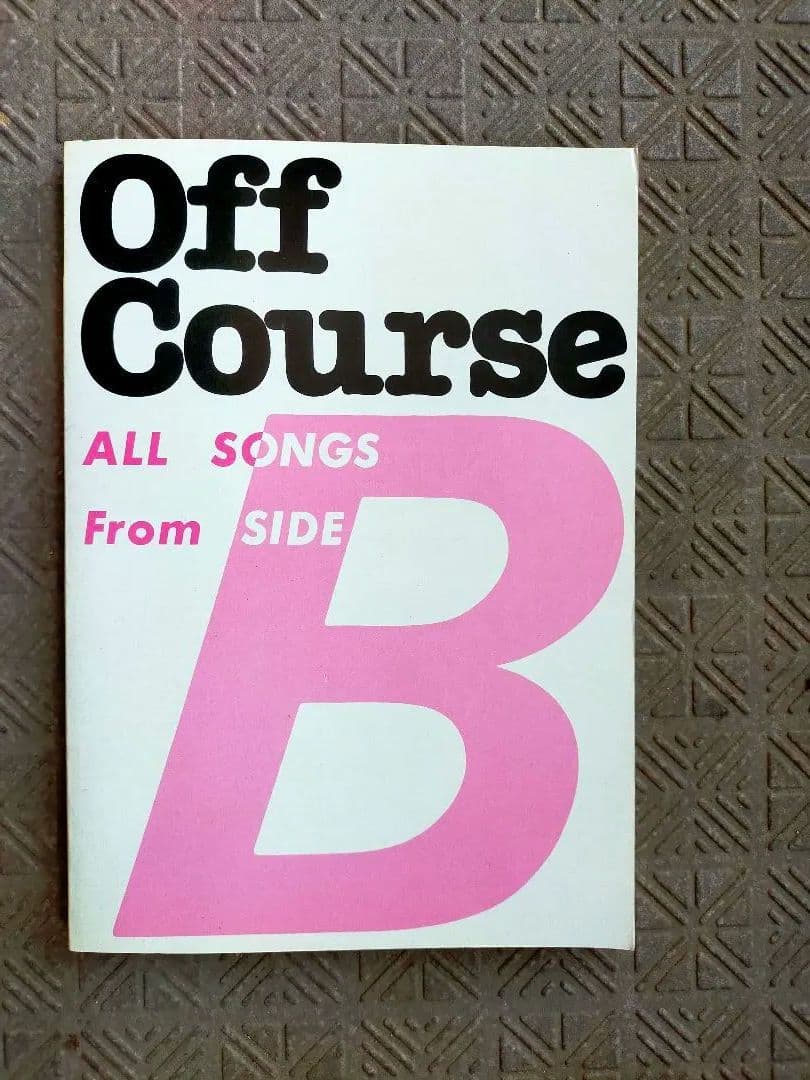 Off
Course
ALL SONGS
From SIDE
B